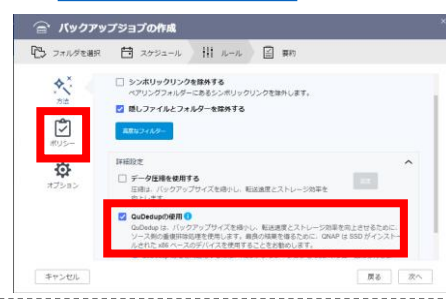 バックアップジョブの作成
フォルダを選択
スケジュール
ルール
要約
方法
ポリシー
オプション
シンボリックリンクを除外する
ペアリングフォルダーにあるシンボリックリンクを除外します。
隠しファイルとフォルダーを除外する
高度なフィルター
詳細設定
データ圧縮を使用する
圧縮は、バックアップサイズを縮小し、転送速度とストレージ効率を
向上します。
QuDedupの使用
QuDedup は、バックアップサイズを縮小し、転送速度とストレージ効率を向上させるために、
ソース側の重複排除処理を使用します。最良の結果を得るために、QNAP は SSD がインストー
ルされた x86 ベースのデバイスを使用することをお勧めします。
キャンセル
戻る
次へ